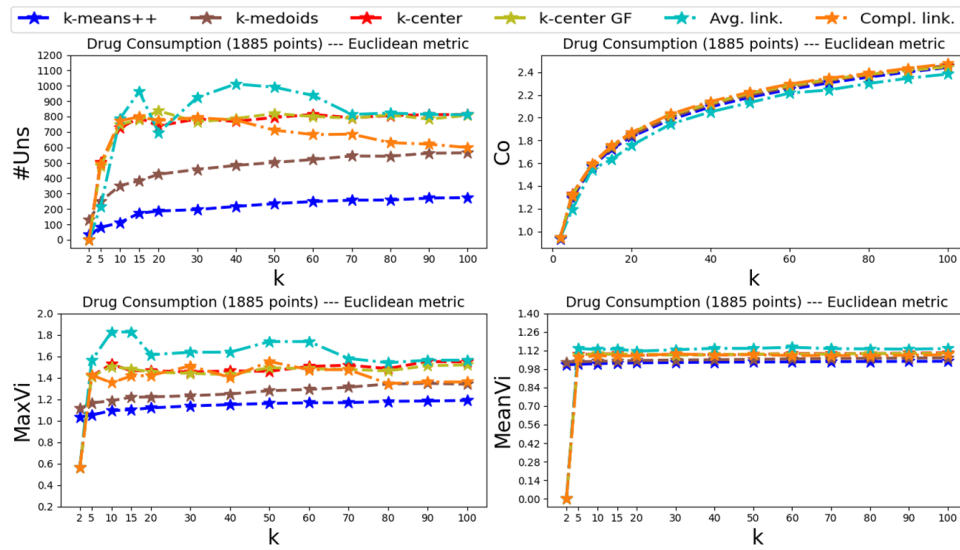 k-means++ k-medoids k-center k-center GF Avg. link. Compl. link.
Drug Consumption (1885 points) --- Euclidean metric
#Uns
1200
1100
1000
900
800
700
600
500
400
300
200
100
0
2 5 10 15 20 30 40 50 60 70 80 90 100
k
Drug Consumption (1885 points) --- Euclidean metric
Co
2.4
2.2
2.0
1.8
1.6
1.4
1.2
1.0
0 20 40 60 80 100
k
Drug Consumption (1885 points) --- Euclidean metric
MaxVi
2.0
1.8
1.6
1.4
1.2
1.0
0.8
0.6
0.4
0.2
2 5 10 15 20 30 40 50 60 70 80 90 100
k
Drug Consumption (1885 points) --- Euclidean metric
MeanVi
1.40
1.26
1.12
0.98
0.84
0.70
0.56
0.42
0.28
0.14
0.00
2 5 10 15 20 30 40 50 60 70 80 90 100
k